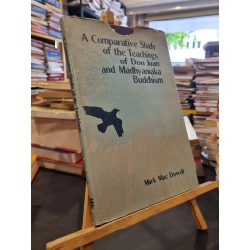 A Comparative Study
of the Teachings
of Don Juan
and Madhyamaka
Buddhism
Mark Mac Dowell